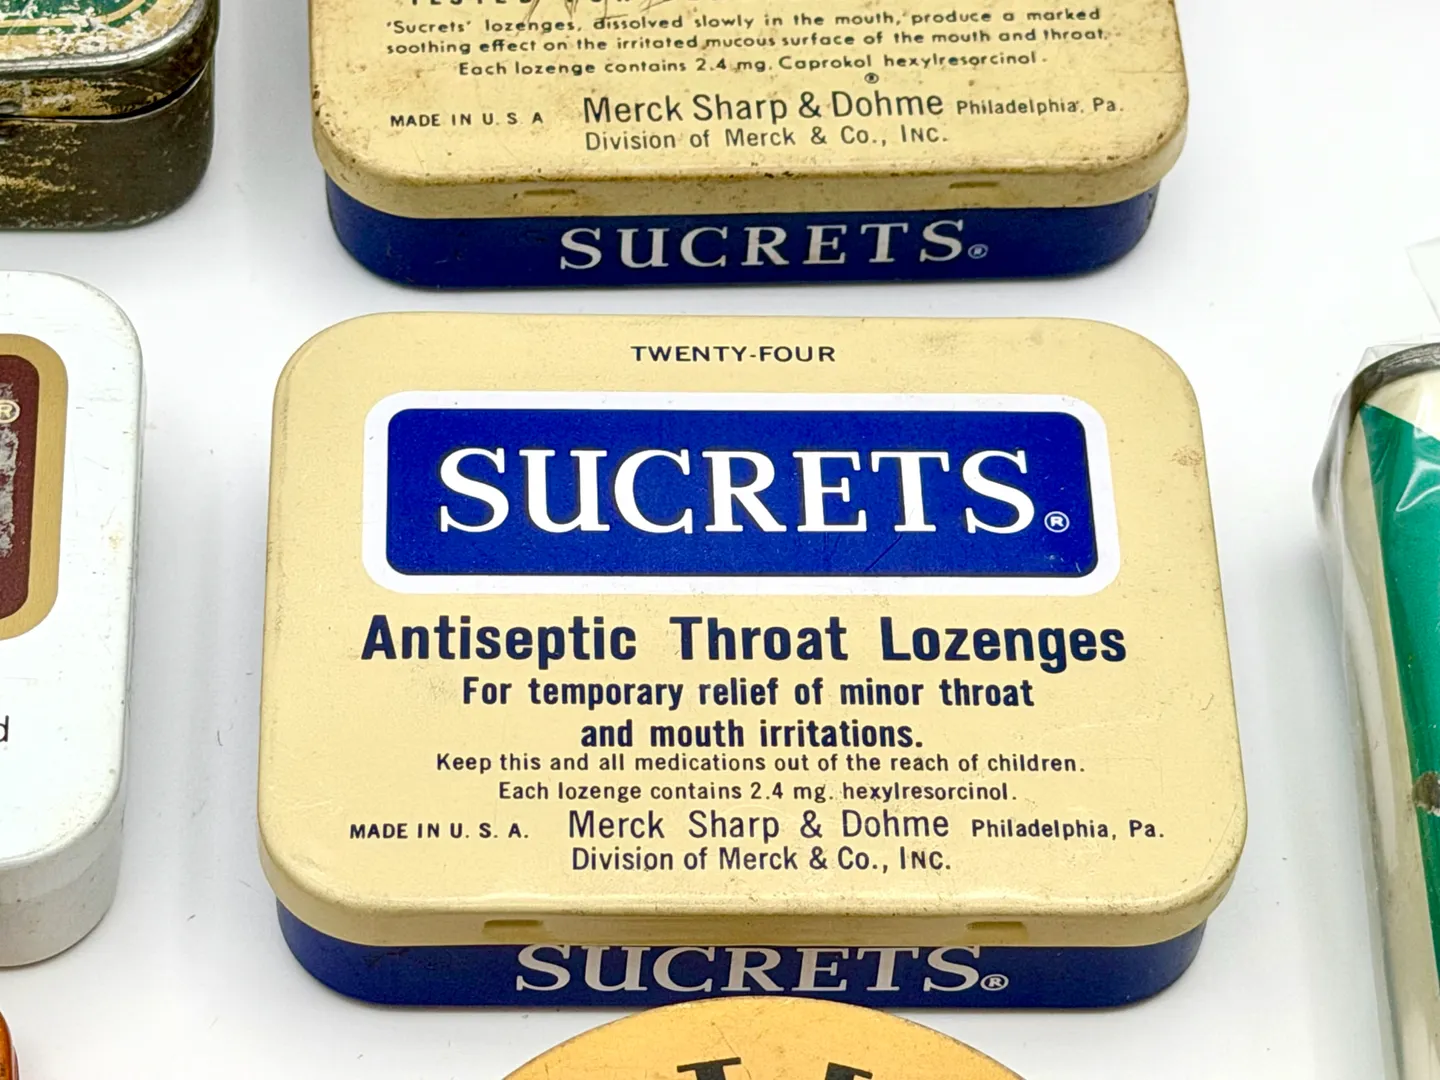 'Sucrets' lozenges, dissolved slowly in the mouth, produce a marked
soothing effect on the irritated mucous surface of the mouth and throat.
Each lozenge contains 2.4 mg. Caprokol hexylresorcinol.
®
MADE IN U. S. A Merck Sharp & Dohme Philadelphia, Pa.
Division of Merck & Co., INC.
SUCRETS®
TWENTY-FOUR
SUCRETS®
Antiseptic Throat Lozenges
For temporary relief of minor throat
and mouth irritations.
Keep this and all medications out of the reach of children.
Each lozenge contains 2.4 mg. hexylresorcinol.
MADE IN U. S. A. Merck Sharp & Dohme Philadelphia, Pa.
Division of Merck & Co., INC.
SUCRETS®
®